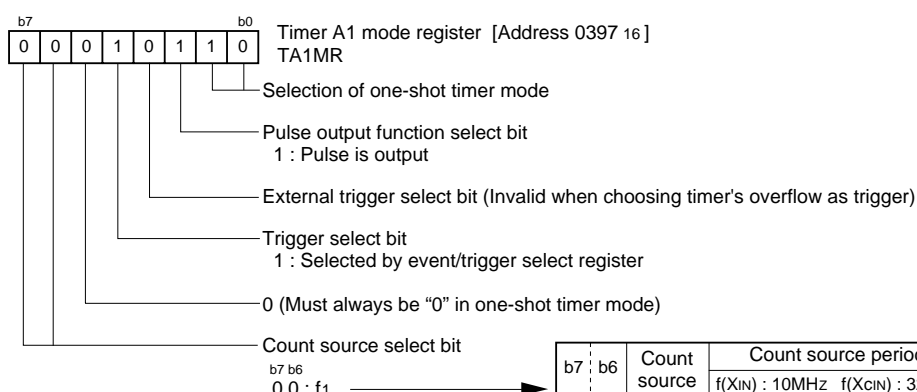 b7 b0
0 0 0 1 0 1 1 0
Timer A1 mode register [Address 0397 16 ]
TA1MR
Selection of one-shot timer mode
Pulse output function select bit
1 : Pulse is output
External trigger select bit (Invalid when choosing timer's overflow as trigger)
Trigger select bit
1 : Selected by event/trigger select register
0 (Must always be “0” in one-shot timer mode)
Count source select bit
b7 b6
0 0 : f1
b7 b6 Count source
Count source period
f(XIN) : 10MHZ f(XCIN) : 3